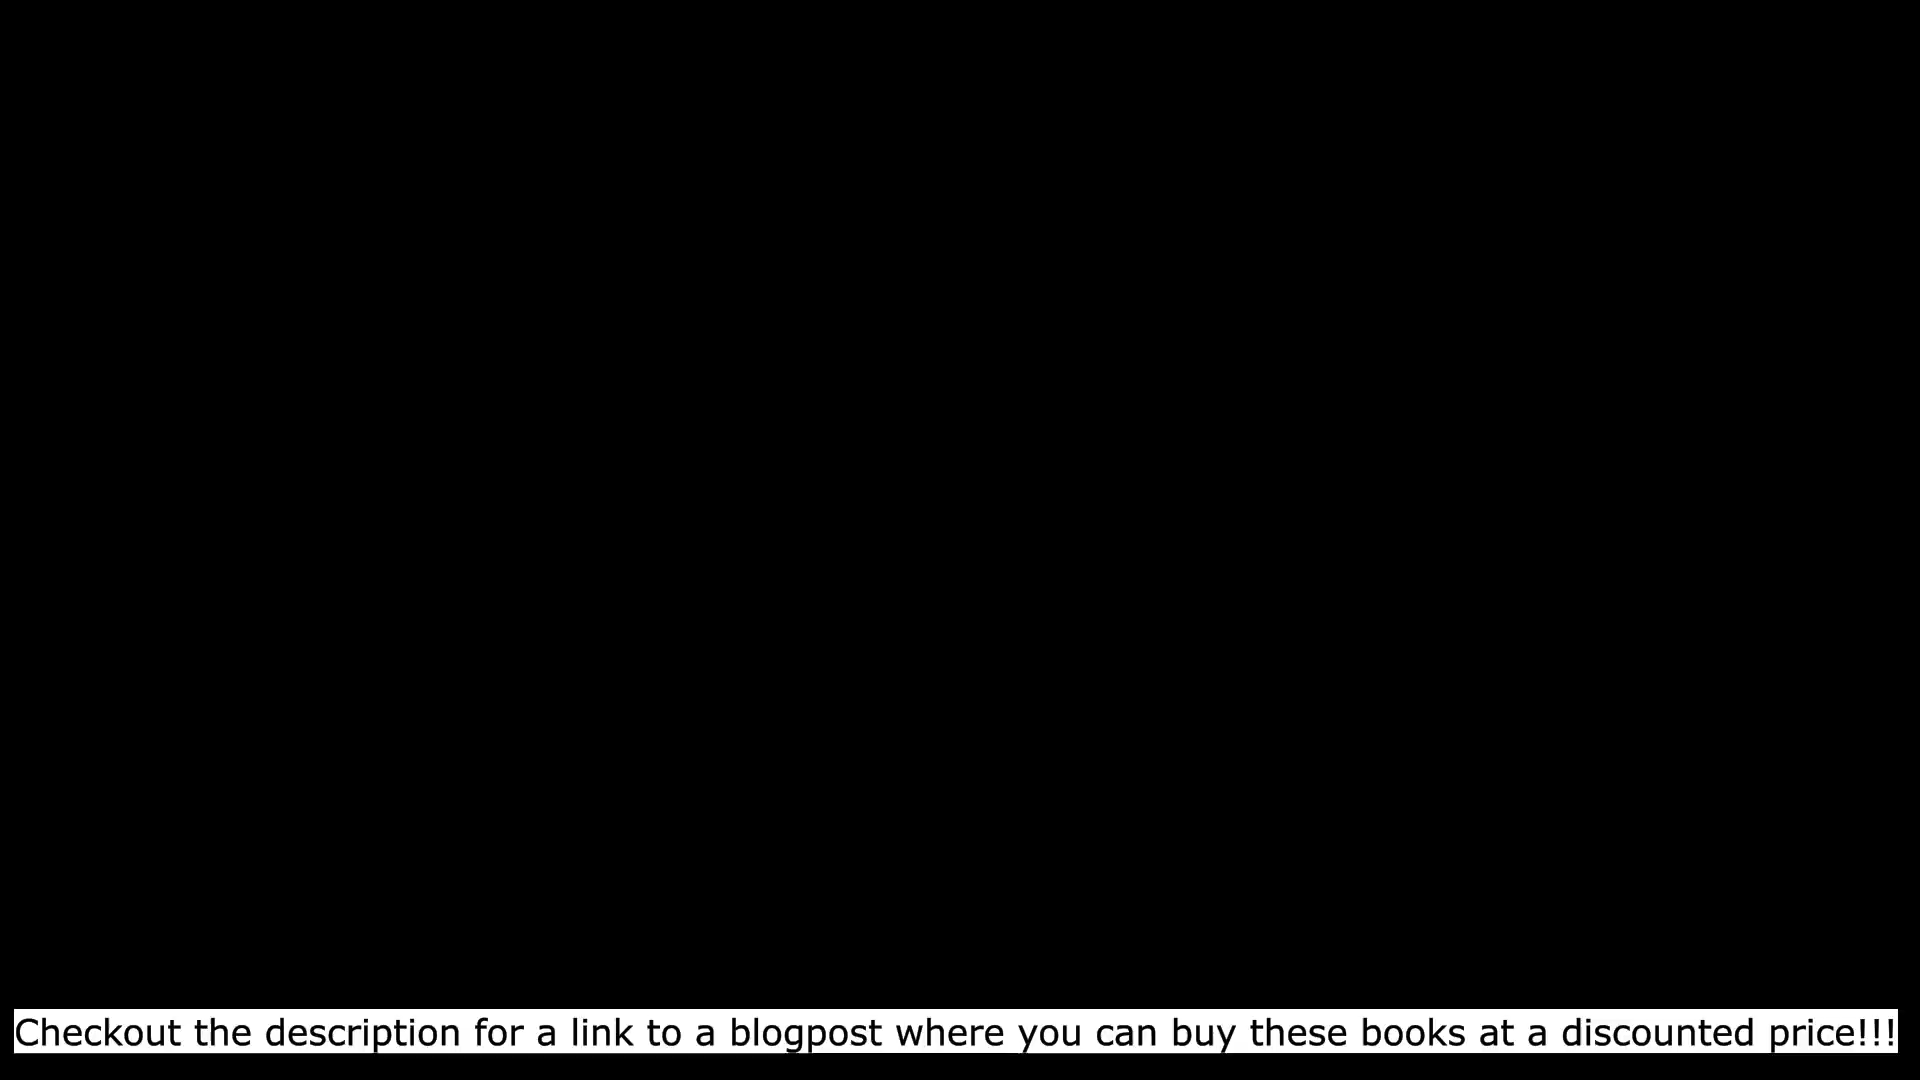 Checkout the description for a link to a blogpost where you can buy these books at a discounted price!!!